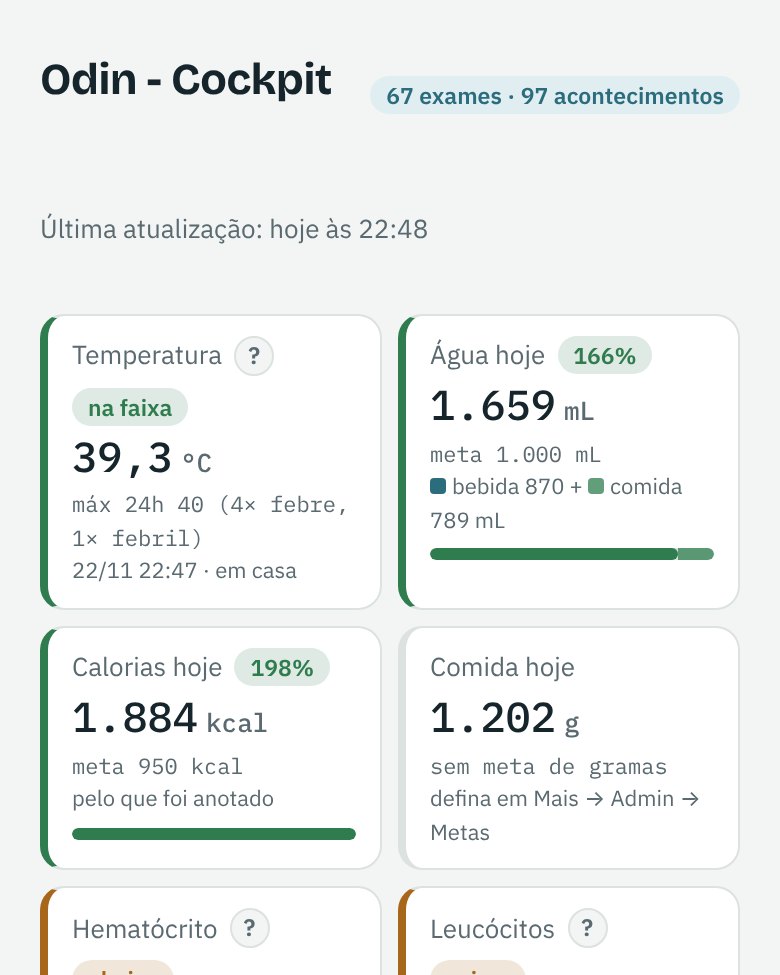 Odin - Cockpit
67 exames · 97 acontecimentos
Última atualização: hoje às 22:48
Temperatura ?
na faixa
39,3 °C
máx 24h 40 (4× febre,
1× febril)
22/11 22:47 · em casa
Água hoje 166%
1.659 mL
meta 1.000 mL
bebida 870 + comida
789 mL
Calorias hoje 198%
1.884 kcal
meta 950 kcal
pelo que foi anotado
Comida hoje
1.202 g
sem meta de gramas
defina em Mais → Admin →
Metas
Hematócrito ?
Leucócitos ?